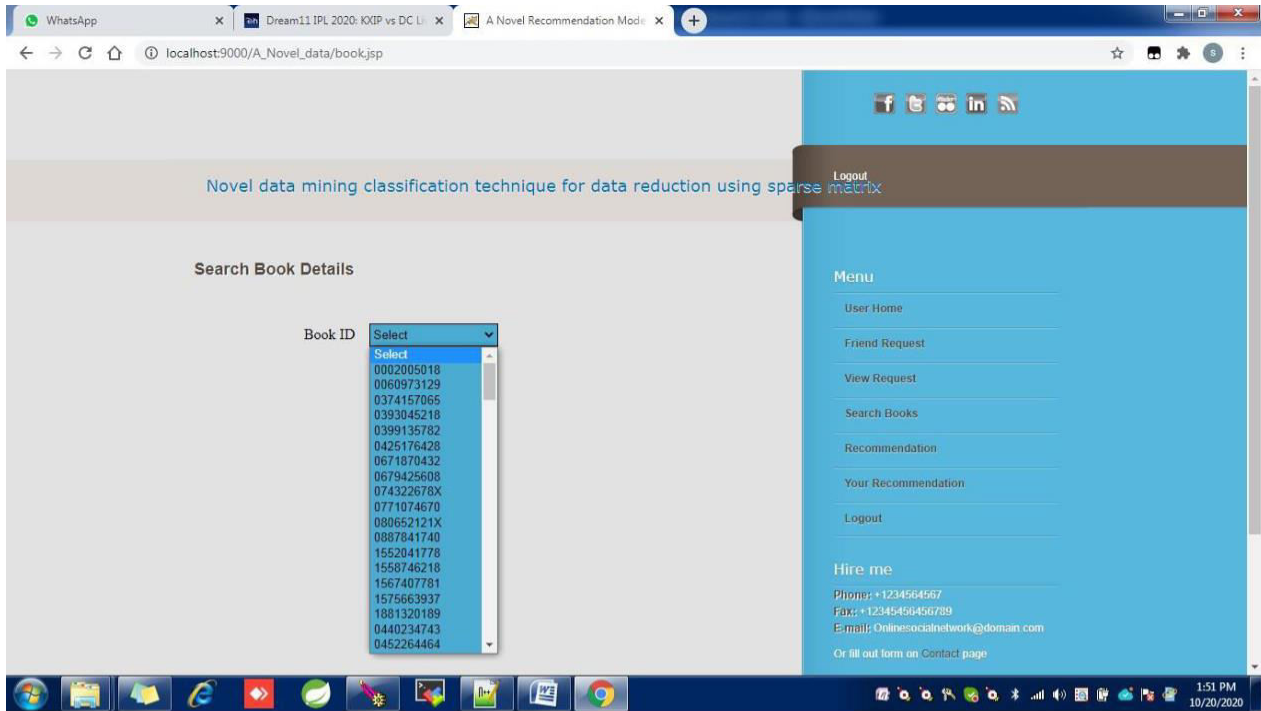 WhatsApp
Dream11 IPL 2020: KXIP vs DC Li
A Novel Recommendation Mode
localhost:9000/A_Novel_data/book.jsp
Logout
Novel data mining classification technique for data reduction using sparse matrix
Search Book Details
Book ID
Select
Select
0002005018
0060973129
0374157065
0393045218
0399135782
0425176428
0671870432
0679425608
074322678X
0771074670
080652121X
0887841740
1552041778
1558746218
1567407781
1575663937
1881320189
0440234743
0452264464
Menu
User Home
Friend Request
View Request
Search Books
Recommendation
Your Recommendation
Logout
Hire me
Phone: +1234564567
Fax: +12345456456789
E-mail: Onlinesocialnetwork@domain.com
Or fill out form on Contact page
1:51 PM
10/20/2020